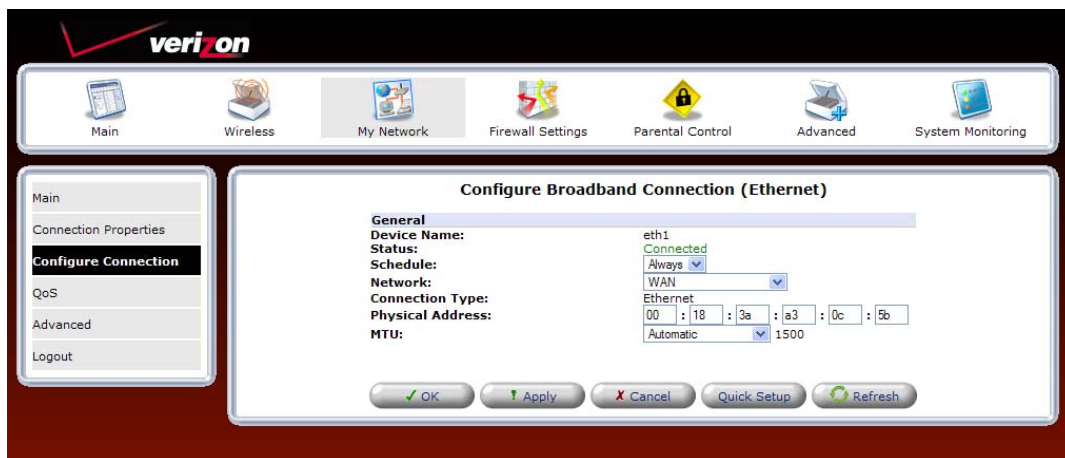 verizon
Main Wireless My Network Firewall Settings Parental Control Advanced System Monitoring
Main
Connection Properties
Configure Connection
QoS
Advanced
Logout
Configure Broadband Connection (Ethernet)
General
Device Name: eth1
Status: Connected
Schedule: Always
Network: WAN
Connection Type: Ethernet
Physical Address: 00 : 18 : 3a : a3 : 0c : 5b
MTU: Automatic 1500
OK Apply Cancel Quick Setup Refresh